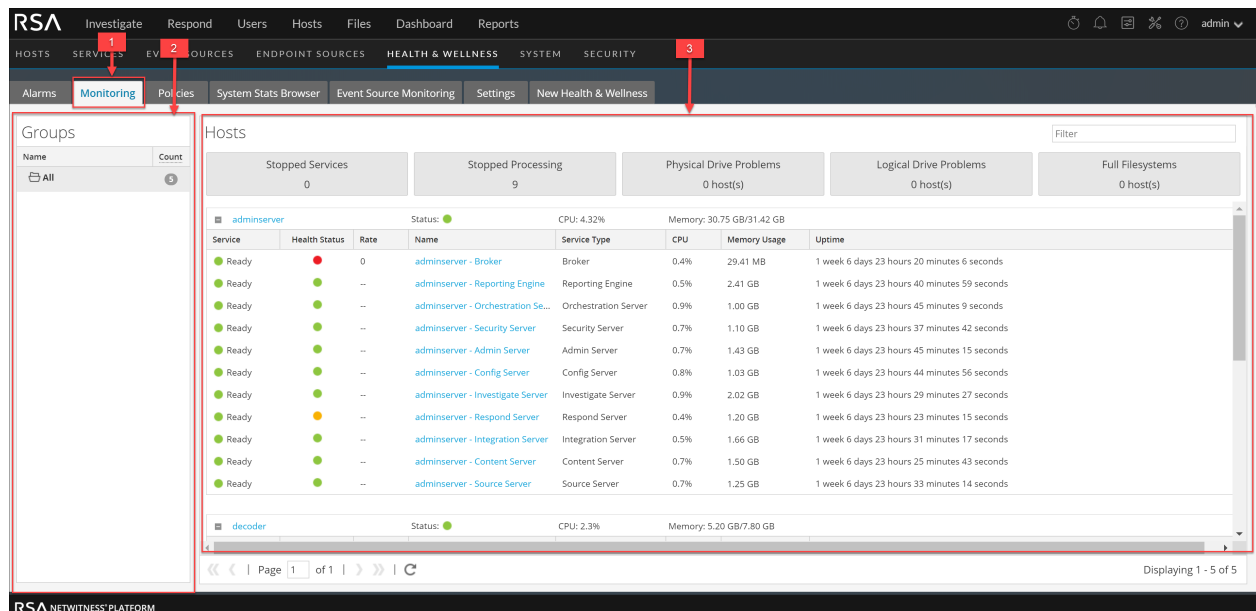 RSA Investigate Respond Users Hosts Files Dashboard Reports admin
1 2 3
HOSTS SERVICES EV SOURCES ENDPOINT SOURCES HEALTH & WELLNESS SYSTEM SECURITY
Alarms Monitoring Policies System Stats Browser Event Source Monitoring Settings New Health & Wellness
Groups
Name Count
All 5
Hosts Filter
Stopped Services Stopped Processing Physical Drive Problems Logical Drive Problems Full Filesystems
0 9 0 host(s) 0 host(s) 0 host(s)
adminserver Status: CPU: 4.32% Memory: 30.75 GB/31.42 GB
Service Health Status Rate Name Service Type CPU Memory Usage Uptime
Ready 0 adminserver - Broker Broker 0.4% 29.41 MB 1 week 6 days 23 hours 20 minutes 6 seconds
Ready -- adminserver - Reporting Engine Reporting Engine 0.5% 2.41 GB 1 week 6 days 23 hours 40 minutes 59 seconds
Ready -- adminserver - Orchestration Se... Orchestration Server 0.9% 1.00 GB 1 week 6 days 23 hours 45 minutes 9 seconds
Ready -- adminserver - Security Server Security Server 0.7% 1.10 GB 1 week 6 days 23 hours 37 minutes 42 seconds
Ready -- adminserver - Admin Server Admin Server 0.7% 1.43 GB 1 week 6 days 23 hours 45 minutes 15 seconds
Ready -- adminserver - Config Server Config Server 0.8% 1.03 GB 1 week 6 days 23 hours 44 minutes 56 seconds
Ready -- adminserver - Investigate Server Investigate Server 0.9% 2.02 GB 1 week 6 days 23 hours 29 minutes 27 seconds
Ready -- adminserver - Respond Server Respond Server 0.4% 1.20 GB 1 week 6 days 23 hours 23 minutes 15 seconds
Ready -- adminserver - Integration Server Integration Server 0.5% 1.66 GB 1 week 6 days 23 hours 31 minutes 17 seconds
Ready -- adminserver - Content Server Content Server 0.7% 1.50 GB 1 week 6 days 23 hours 25 minutes 43 seconds
Ready -- adminserver - Source Server Source Server 0.7% 1.25 GB 1 week 6 days 23 hours 33 minutes 14 seconds
decoder Status: CPU: 2.3% Memory: 5.20 GB/7.80 GB
Page 1 of 1 Displaying 1 - 5 of 5
RSA NETWITNESS® PLATFORM